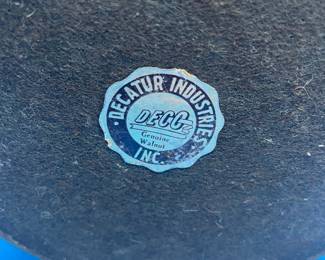 DECATUR INDUSTRIES
DECO
Genuine
Walnut
INC.